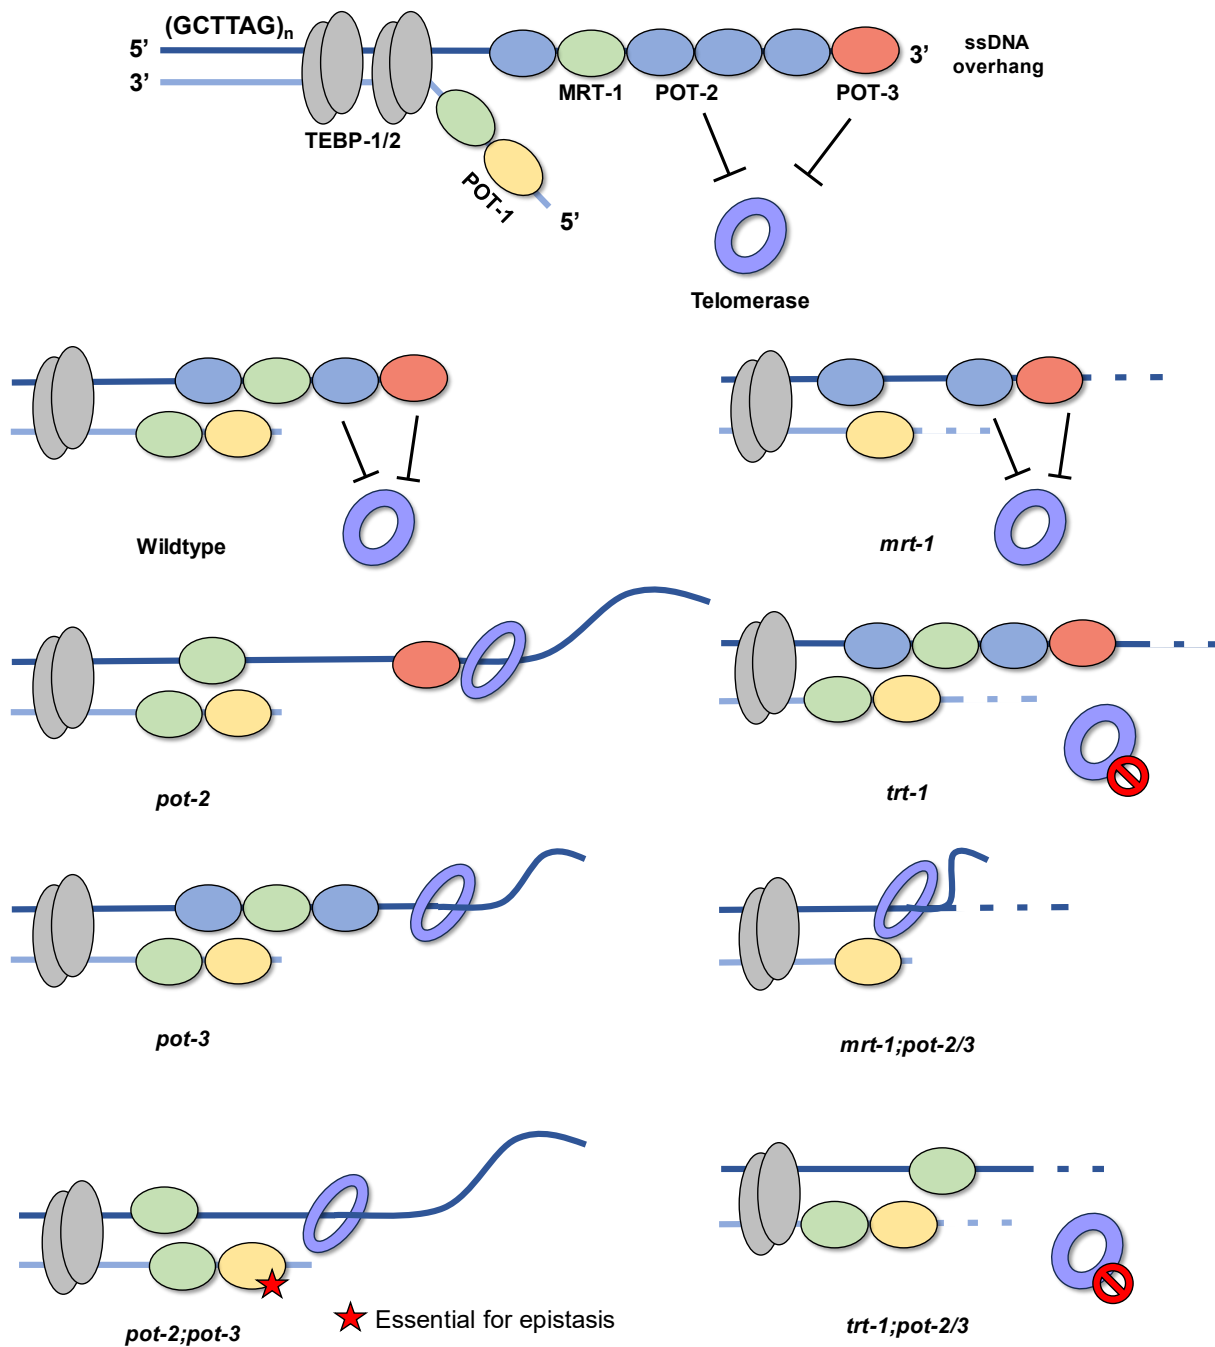 (GCTTAG)n
5’
3’
3’
ssDNA
overhang
MRT-1
POT-2
POT-3
TEBP-1/2
POT-1
5’
Telomerase
Wildtype
mrt-1
pot-2
trt-1
pot-3
mrt-1;pot-2/3
pot-2;pot-3
Essential for epistasis
trt-1;pot-2/3